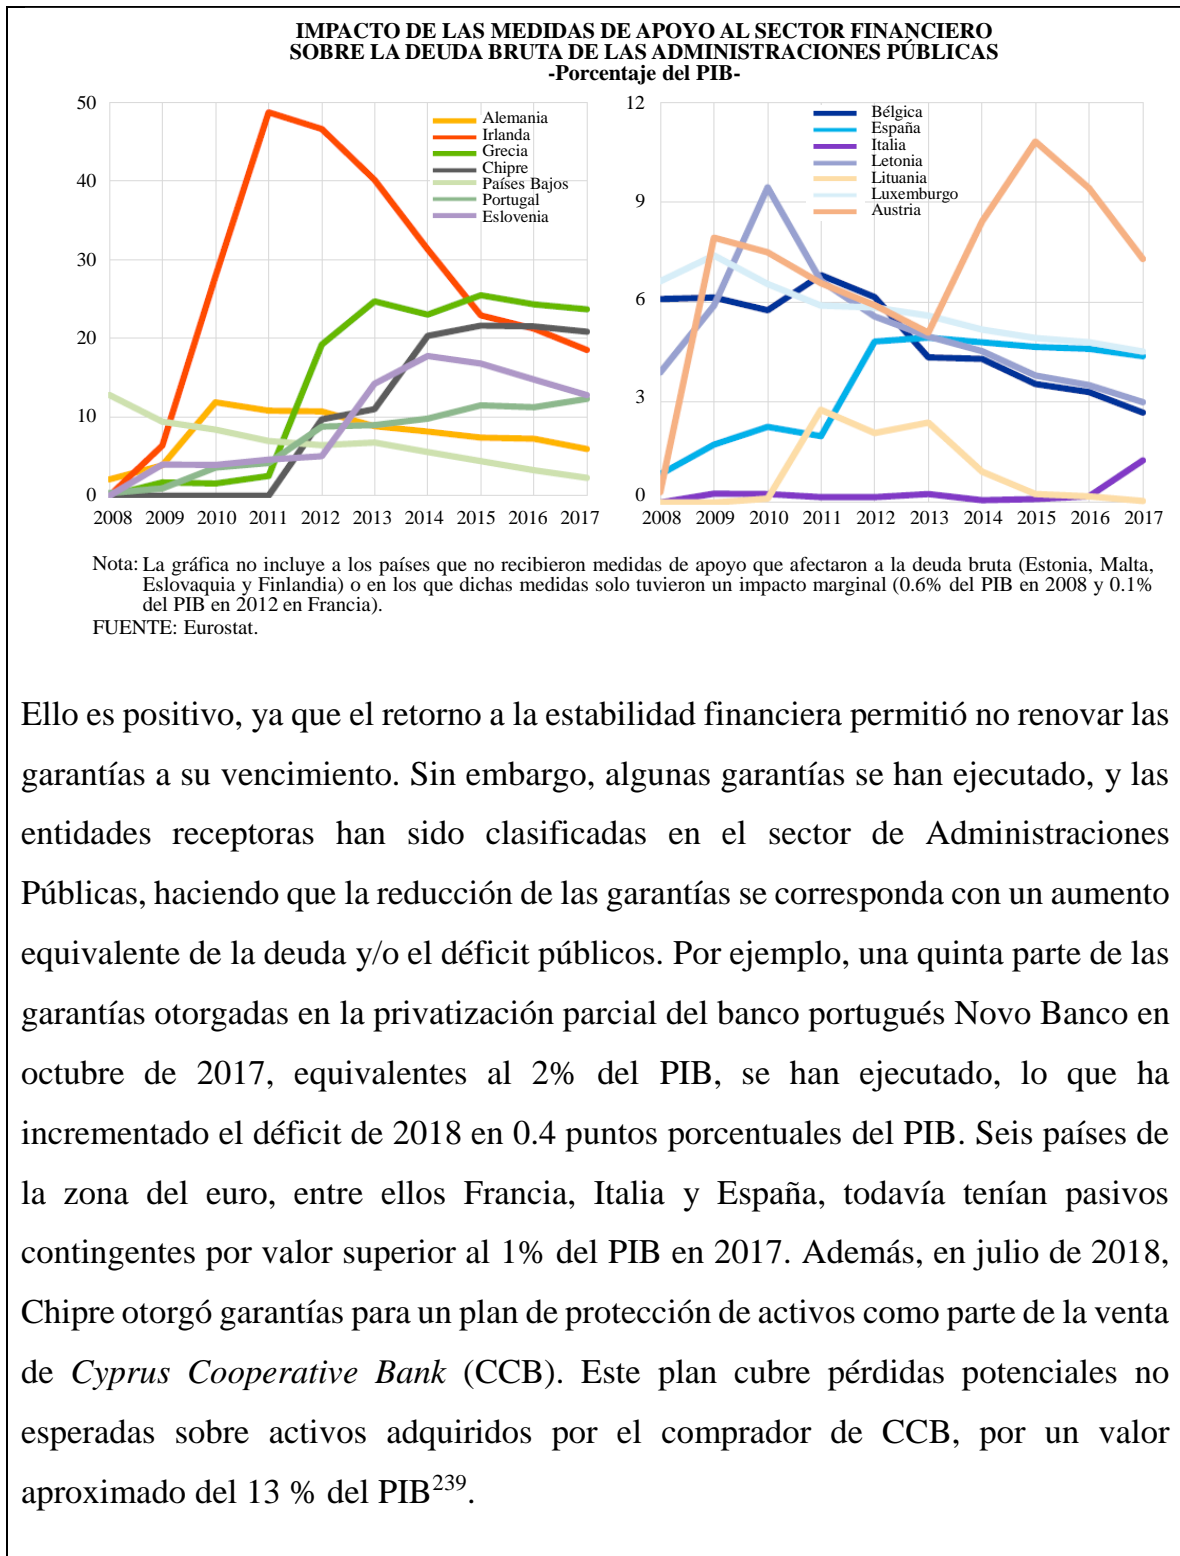 IMPACTO DE LAS MEDIDAS DE APOYO AL SECTOR FINANCIERO
SOBRE LA DEUDA BRUTA DE LAS ADMINISTRACIONES PÚBLICAS
-Porcentaje del PIB-
50
40
30
20
10
0
2008 2009 2010 2011 2012 2013 2014 2015 2016 2017
Alemania
Irlanda
Grecia
Chipre
Países Bajos
Portugal
Eslovenia
12
9
6
3
0
2008 2009 2010 2011 2012 2013 2014 2015 2016 2017
Bélgica
España
Italia
Letonia
Lituania
Luxemburgo
Austria
Nota: La gráfica no incluye a los países que no recibieron medidas de apoyo que afectaron a la deuda bruta (Estonia, Malta,
Eslovaquia y Finlandia) o en los que dichas medidas solo tuvieron un impacto marginal (0.6% del PIB en 2008 y 0.1%
del PIB en 2012 en Francia).
FUENTE: Eurostat.
Ello es positivo, ya que el retorno a la estabilidad financiera permitió no renovar las
garantías a su vencimiento. Sin embargo, algunas garantías se han ejecutado, y las
entidades receptoras han sido clasificadas en el sector de Administraciones
Públicas, haciendo que la reducción de las garantías se corresponda con un aumento
equivalente de la deuda y/o el déficit públicos. Por ejemplo, una quinta parte de las
garantías otorgadas en la privatización parcial del banco portugués Novo Banco en
octubre de 2017, equivalentes al 2% del PIB, se han ejecutado, lo que ha
incrementado el déficit de 2018 en 0.4 puntos porcentuales del PIB. Seis países de
la zona del euro, entre ellos Francia, Italia y España, todavía tenían pasivos
contingentes por valor superior al 1% del PIB en 2017. Además, en julio de 2018,
Chipre otorgó garantías para un plan de protección de activos como parte de la venta
de Cyprus Cooperative Bank (CCB). Este plan cubre pérdidas potenciales no
esperadas sobre activos adquiridos por el comprador de CCB, por un valor
aproximado del 13 % del PIB239.